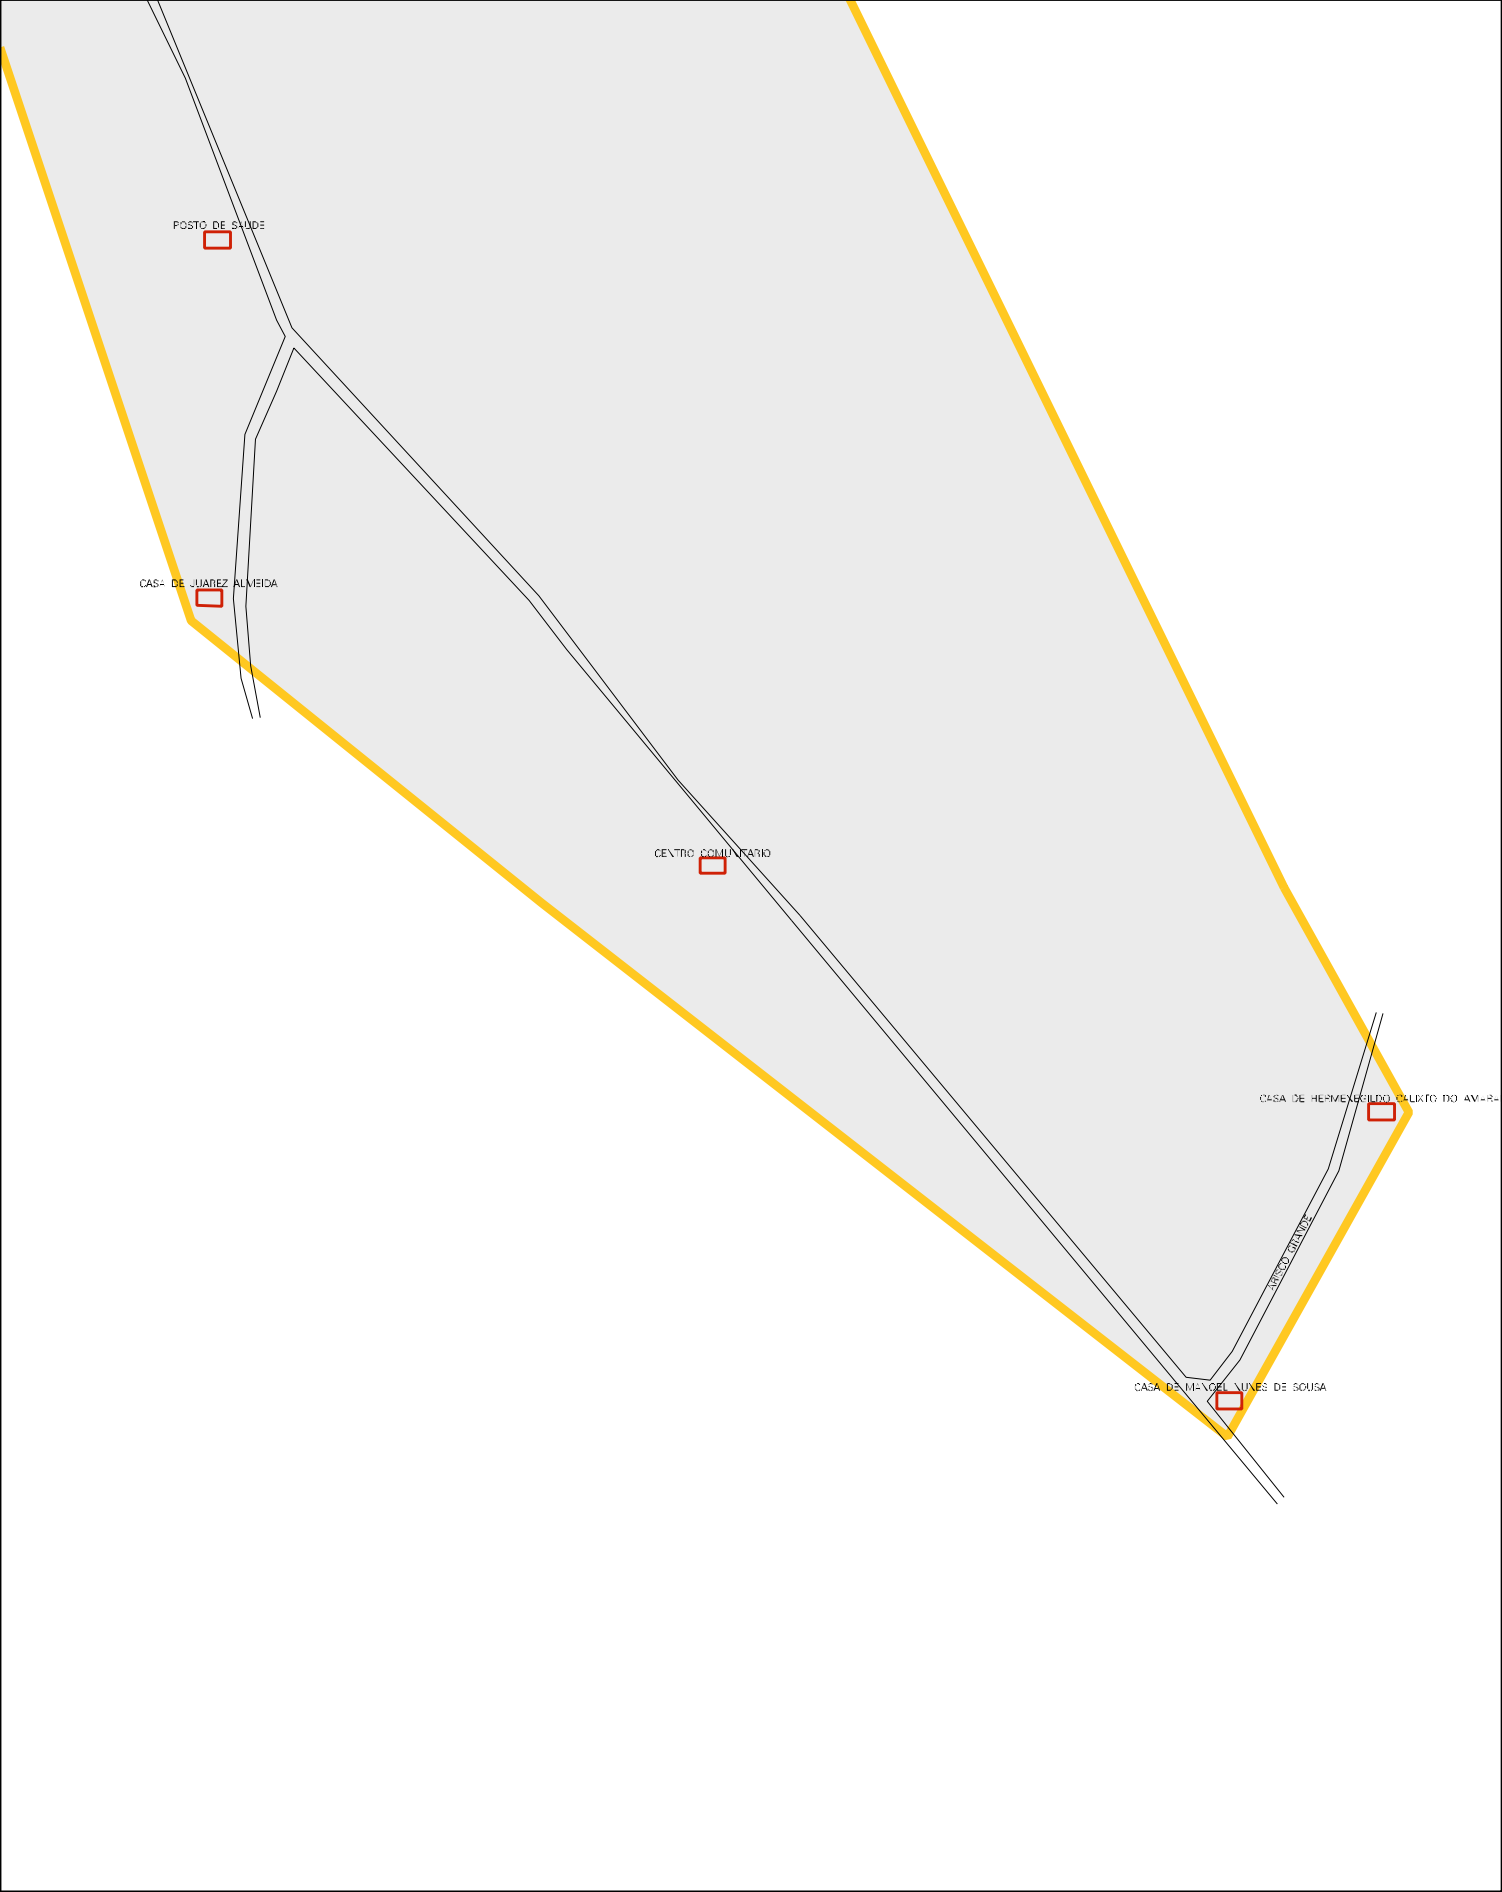 POSTO DE SAUDE
CASA DE JUAREZ ALMEIDA
CENTRO COMUNITARIO
CASA DE HERMENEGILDO CALIXTO DO
ARISCO GRANDE
CASA DE MANOEL NUNES DE SOUSA